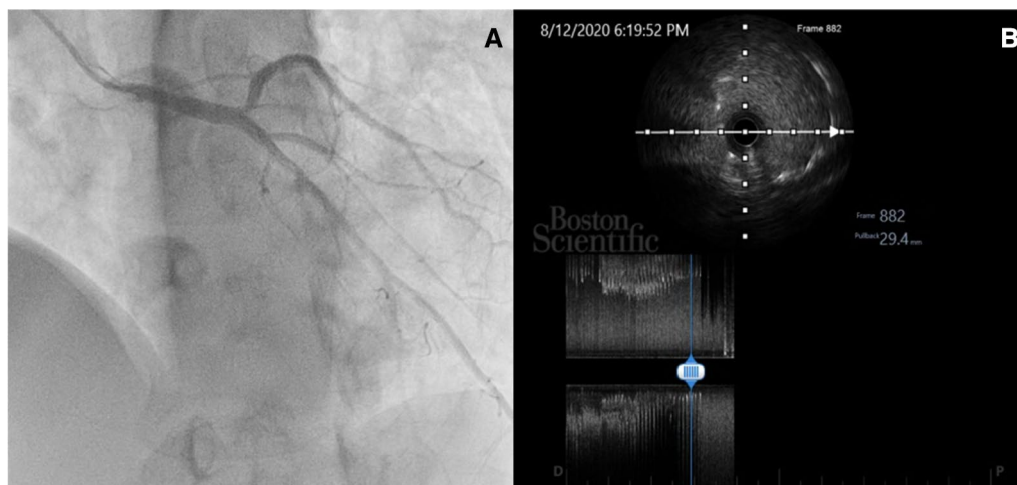 A
8/12/2020 6:19:52 PM
Frame 882
B
Boston
Scientific
Frame 882
Pullback 29.4 mm
D
P